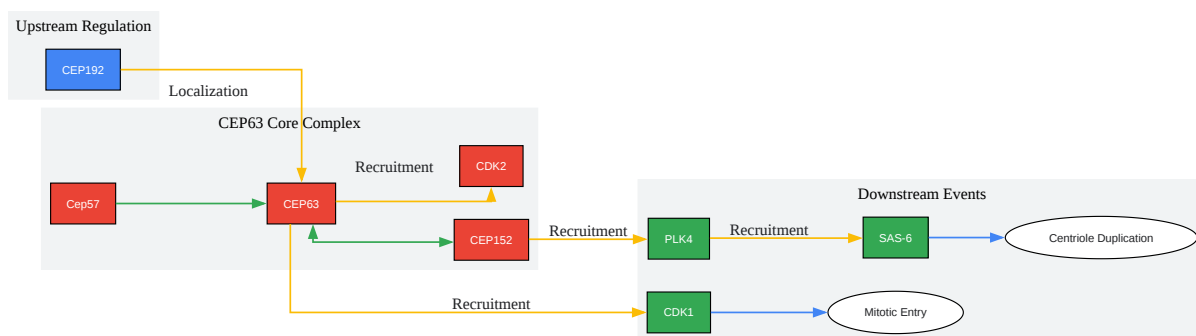 Upstream Regulation
CEP192
Localization
CEP63 Core Complex
Recruitment
CDK2
Cep57
CEP63
CEP152
Recruitment
Downstream Events
PLK4
Recruitment
SAS-6
Centriole Duplication
Recruitment
CDK1
Mitotic Entry